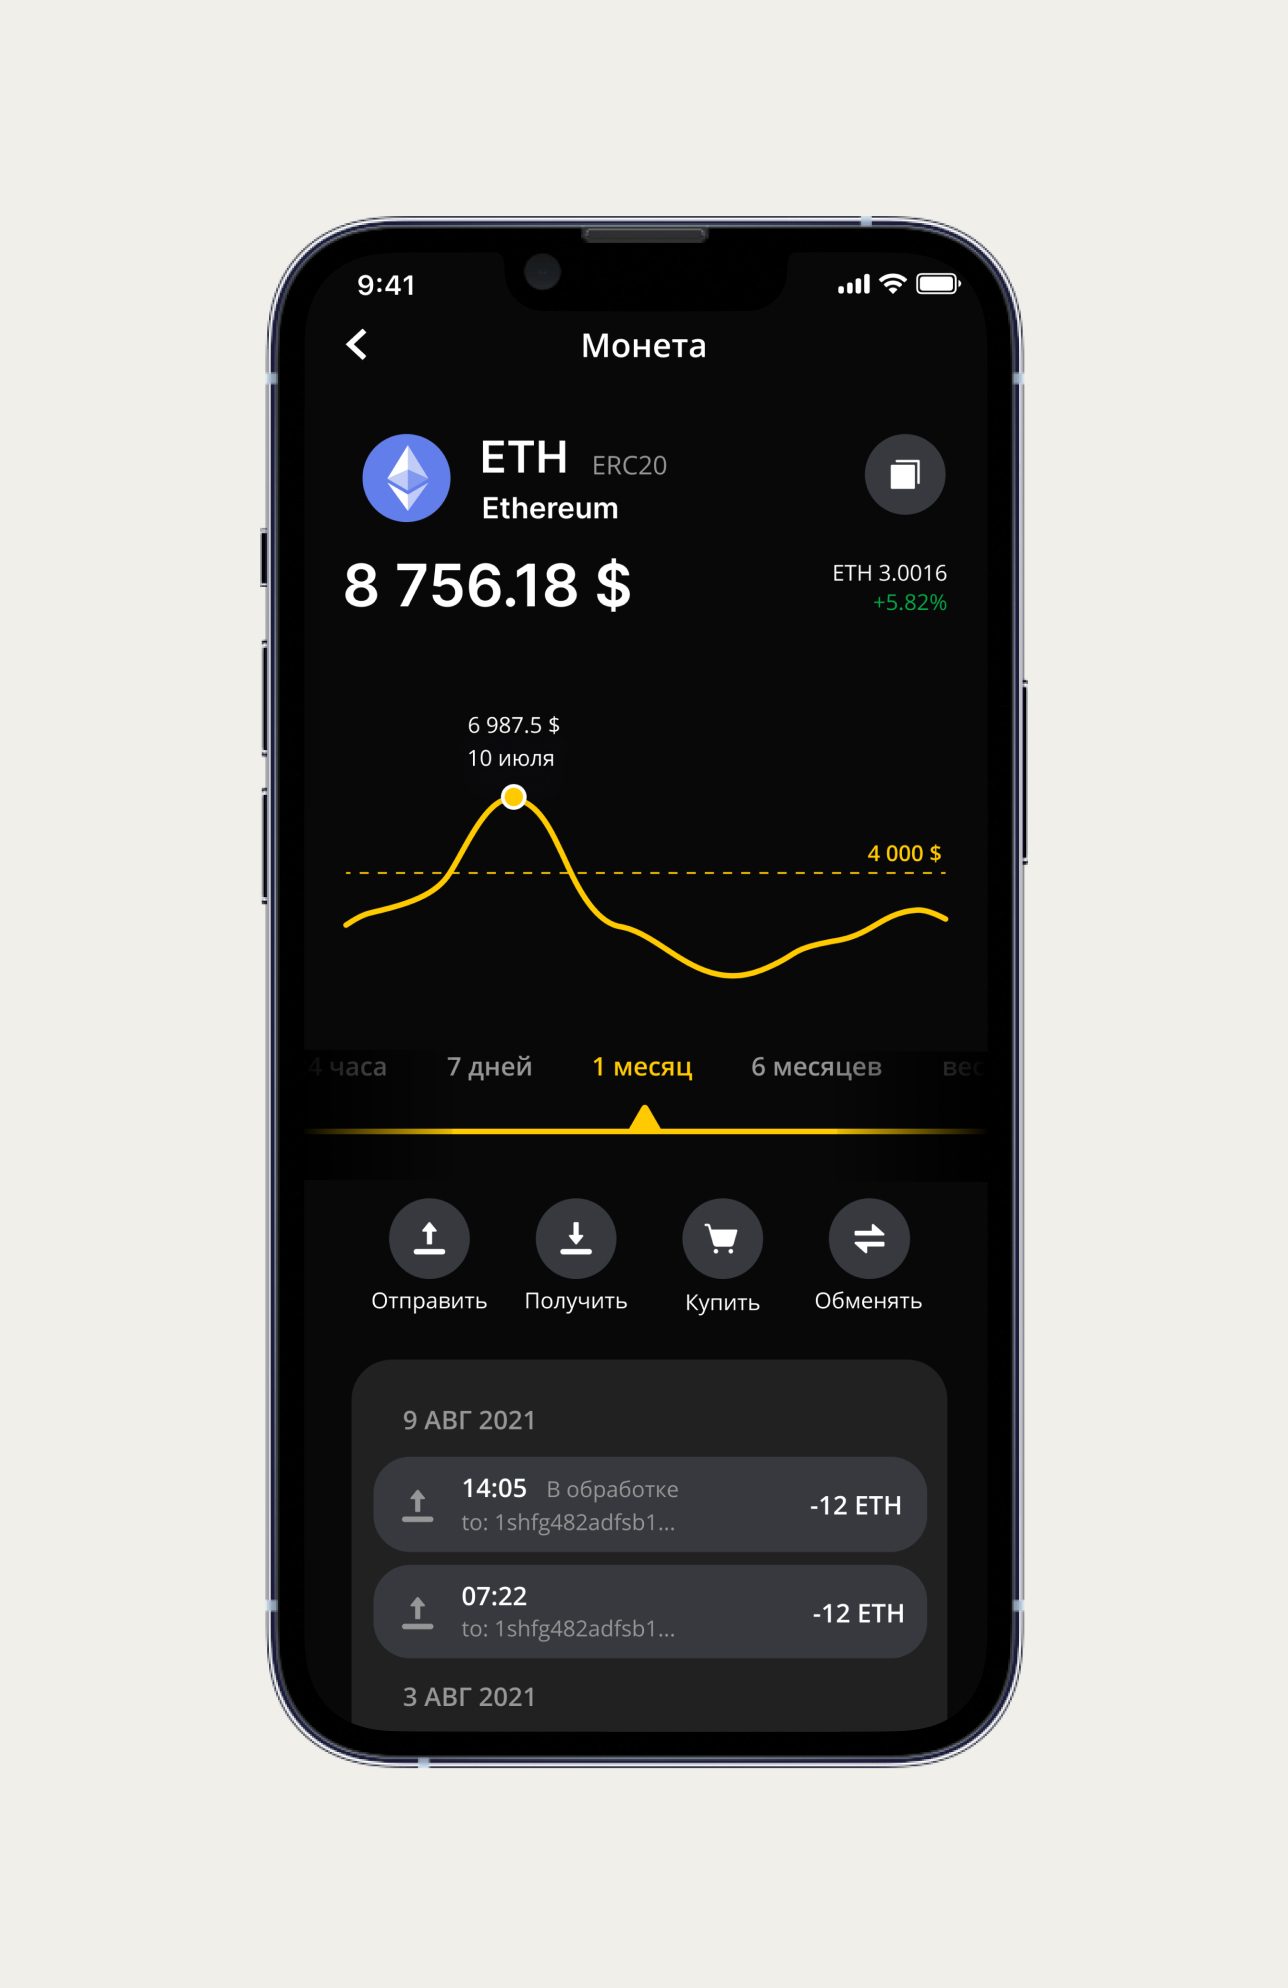 9:41
Монета
ETH ERC20
Ethereum
8 756.18 $
ETH 3.0016
+5.82%
6 987.5 $
10 июля
4 000 $
4 часа 7 дней 1 месяц 6 месяцев вес
Отправить Получить Купить Обменять
9 АВГ 2021
14:05 В обработке
to: 1shfg482adfsb1...
-12 ETH
07:22
to: 1shfg482adfsb1...
-12 ETH
3 АВГ 2021